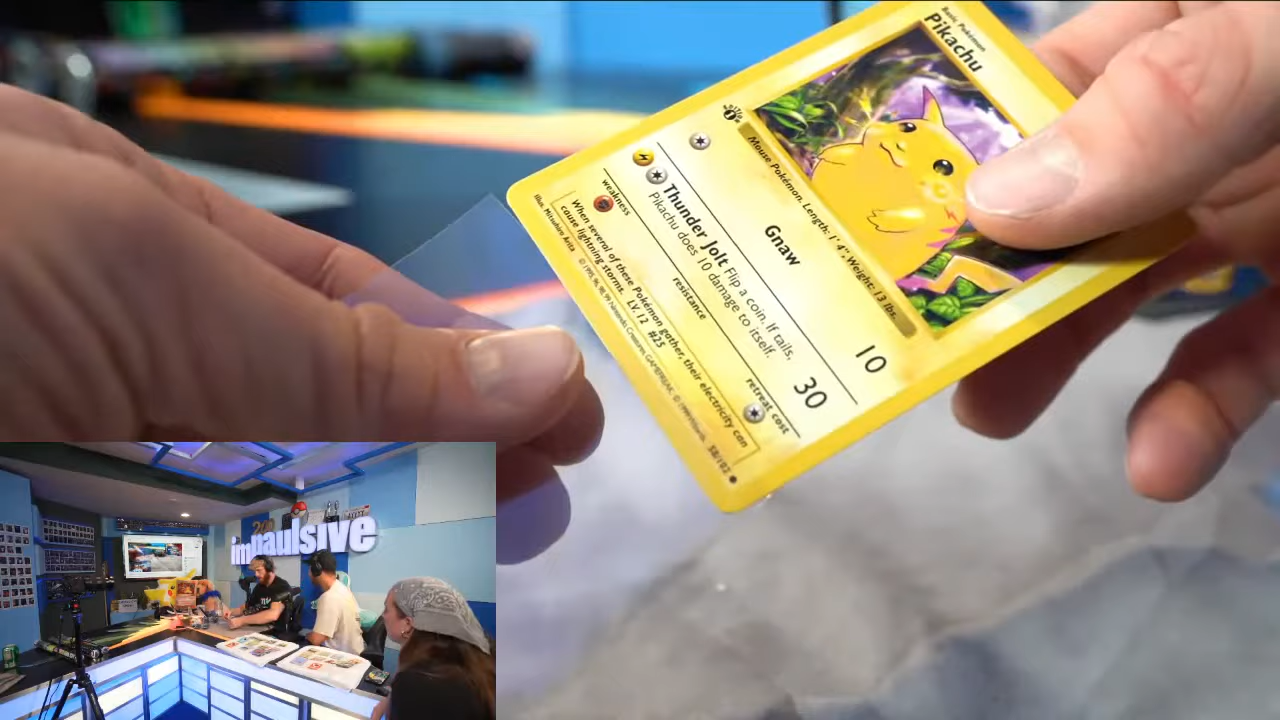 Basic Pokémon
Pikachu
Mouse Pokémon. Length: 1' 4", Weight: 13 lbs.
Gnaw
10
Thunder Jolt Flip a coin. If tails,
Pikachu does 10 damage to itself.
30
weakness
resistance
retreat cost
When several of these Pokémon gather, their electricity can
cause lightning storms. LV. 12 #25
Illus. Mitsuhiro Arita
58/102
impaulsive